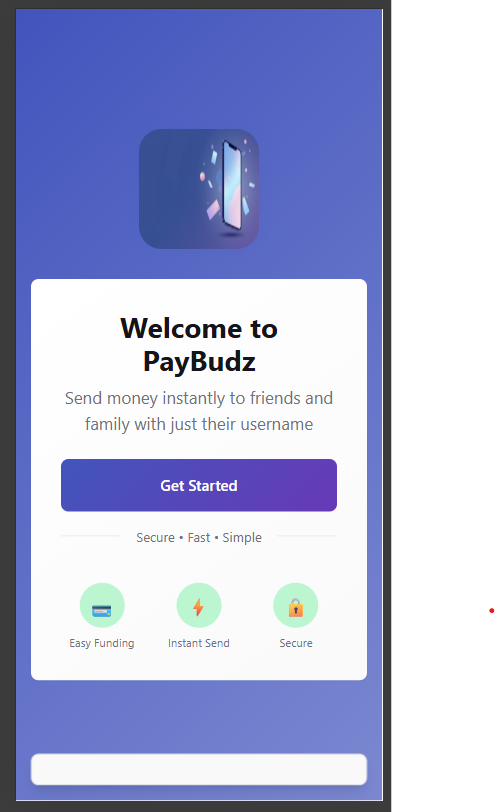 Welcome to
PayBudz
Send money instantly to friends and
family with just their username
Get Started
Secure • Fast • Simple
Easy Funding
Instant Send
Secure